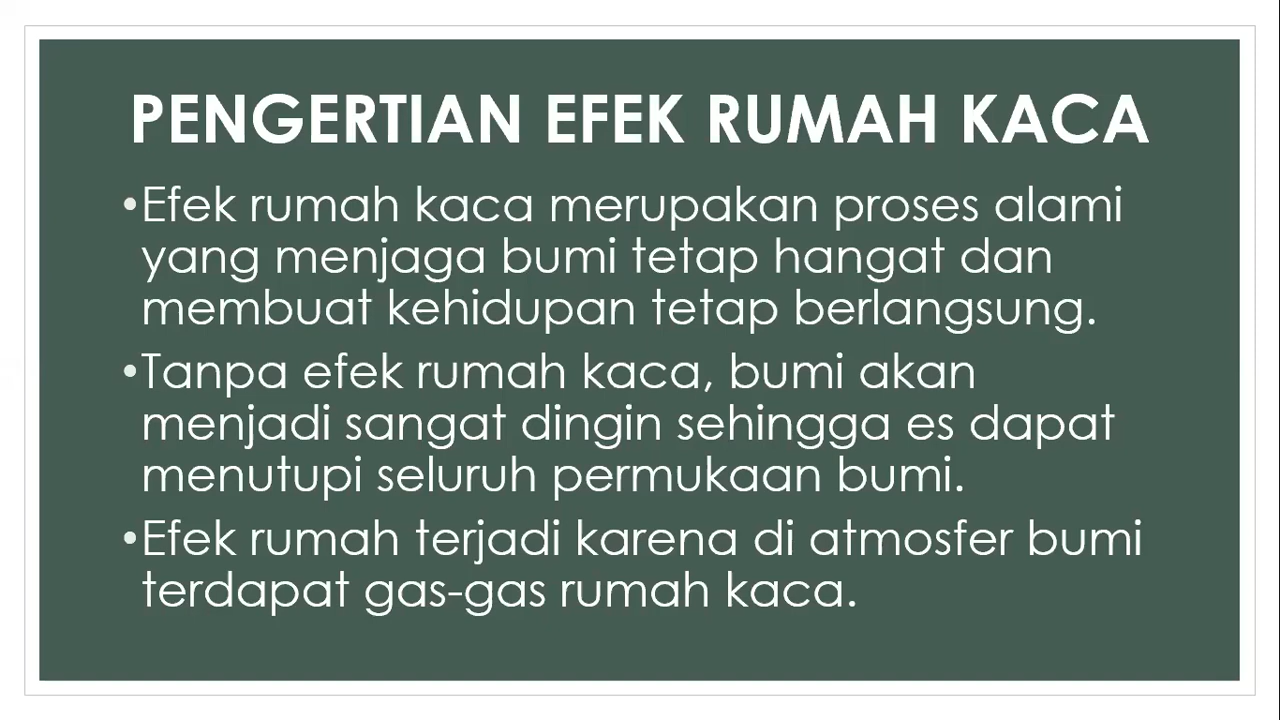 PENGERTIAN EFEK RUMAH KACA
•Efek rumah kaca merupakan proses alami
yang menjaga bumi tetap hangat dan
membuat kehidupan tetap berlangsung.
•Tanpa efek rumah kaca, bumi akan
menjadi sangat dingin sehingga es dapat
menutupi seluruh permukaan bumi.
•Efek rumah terjadi karena di atmosfer bumi
terdapat gas-gas rumah kaca.